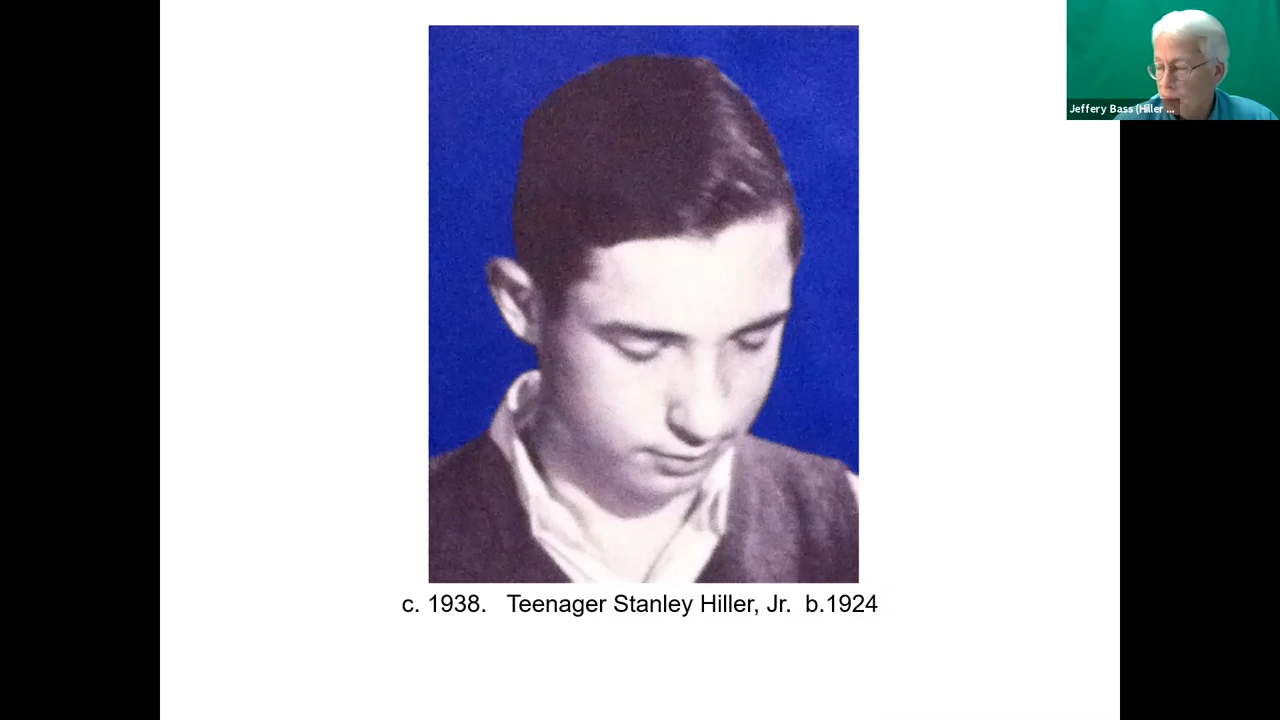 Jeffery Bass (Hiller ...
c. 1938. Teenager Stanley Hiller, Jr. b.1924